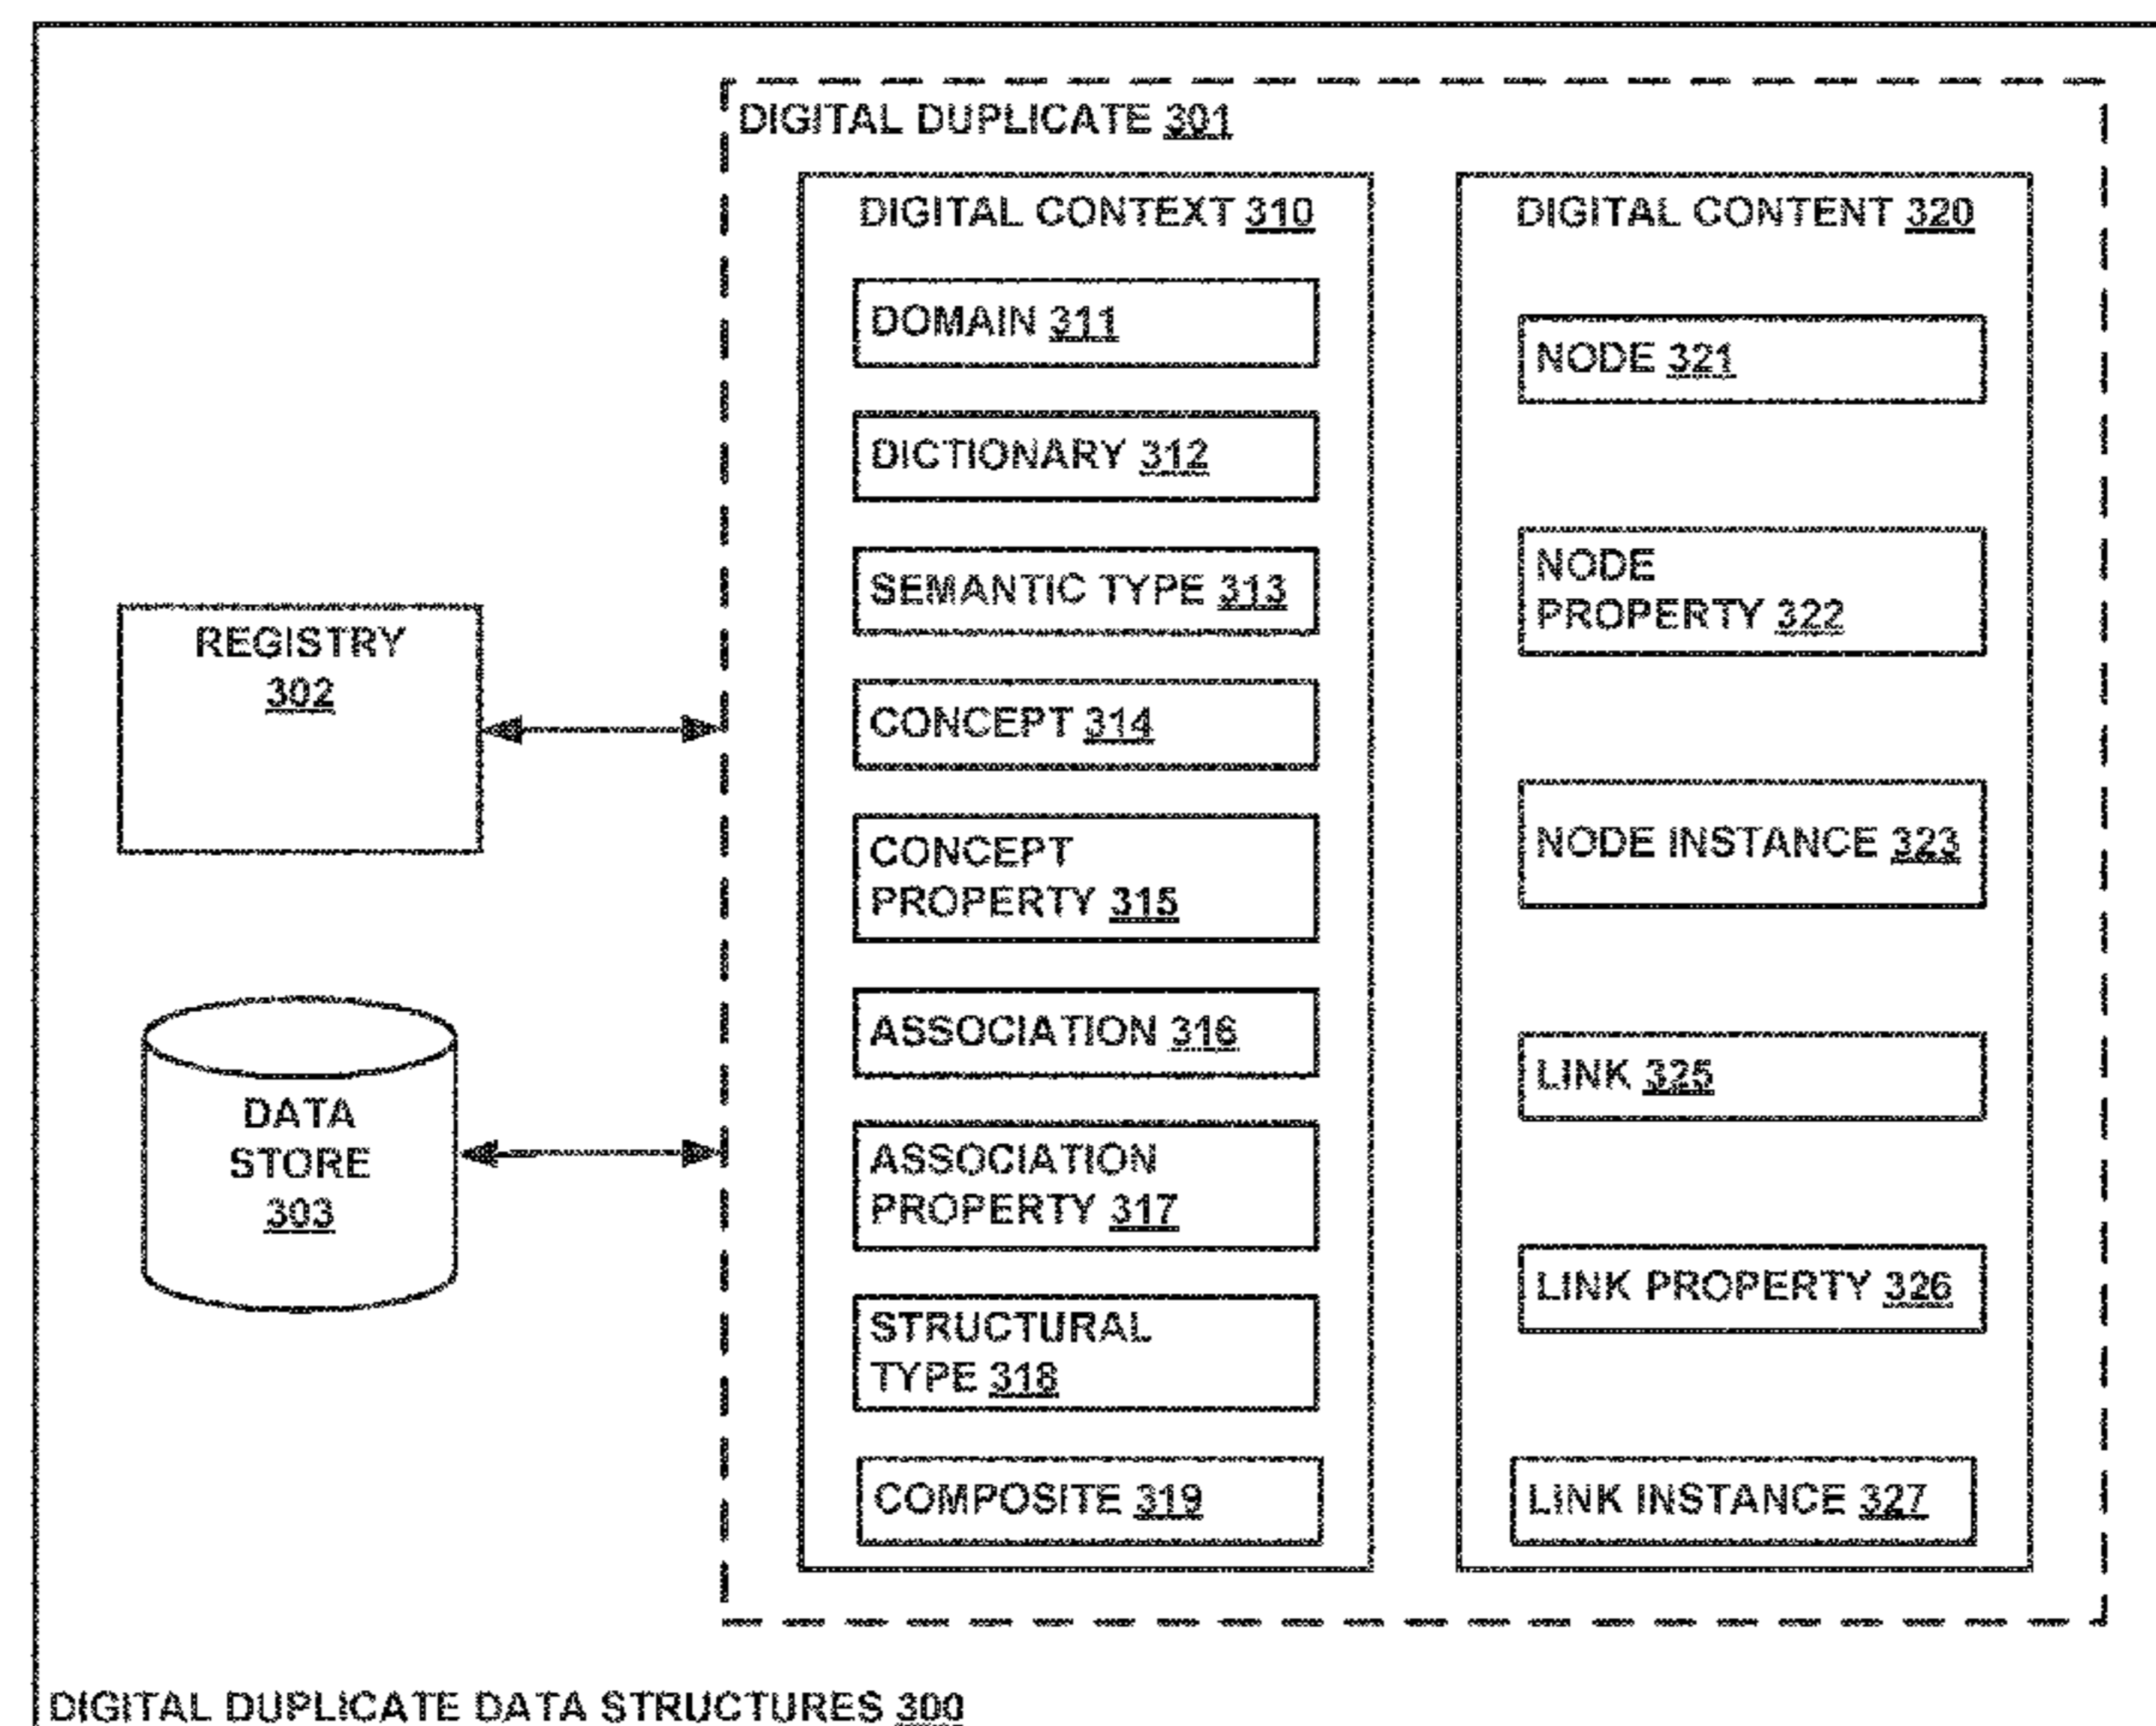 DIGITAL DUPLICATE 301
DIGITAL CONTEXT 310
DOMAIN 311
DICTIONARY 312
SEMANTIC TYPE 313
CONCEPT 314
CONCEPT
PROPERTY 315
ASSOCIATION 316
ASSOCIATION
PROPERTY 317
STRUCTURAL
TYPE 318
COMPOSITE 319
DIGITAL CONTENT 320
NODE 321
NODE
PROPERTY 322
NODE INSTANCE 323
LINK 325
LINK PROPERTY 326
LINK INSTANCE 327
REGISTRY
302
DATA
STORE
303
DIGITAL DUPLICATE DATA STRUCTURES 300